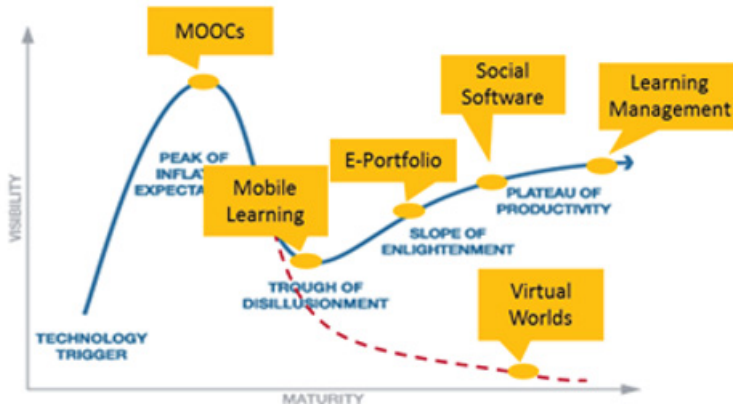 MOOCs
Social
Software
Learning
Management
PEAK OF
E-Portfolio
Mobile
Learning
PLATEAU OF
PRODUCTIVITY
SLOPE OF
ENLIGHTENMENT
VISIBILITY
TROUGH OF
DISILLUSIONMENT
Virtual
Worlds
TECHNOLOGY
TRIGGER
MATURITY